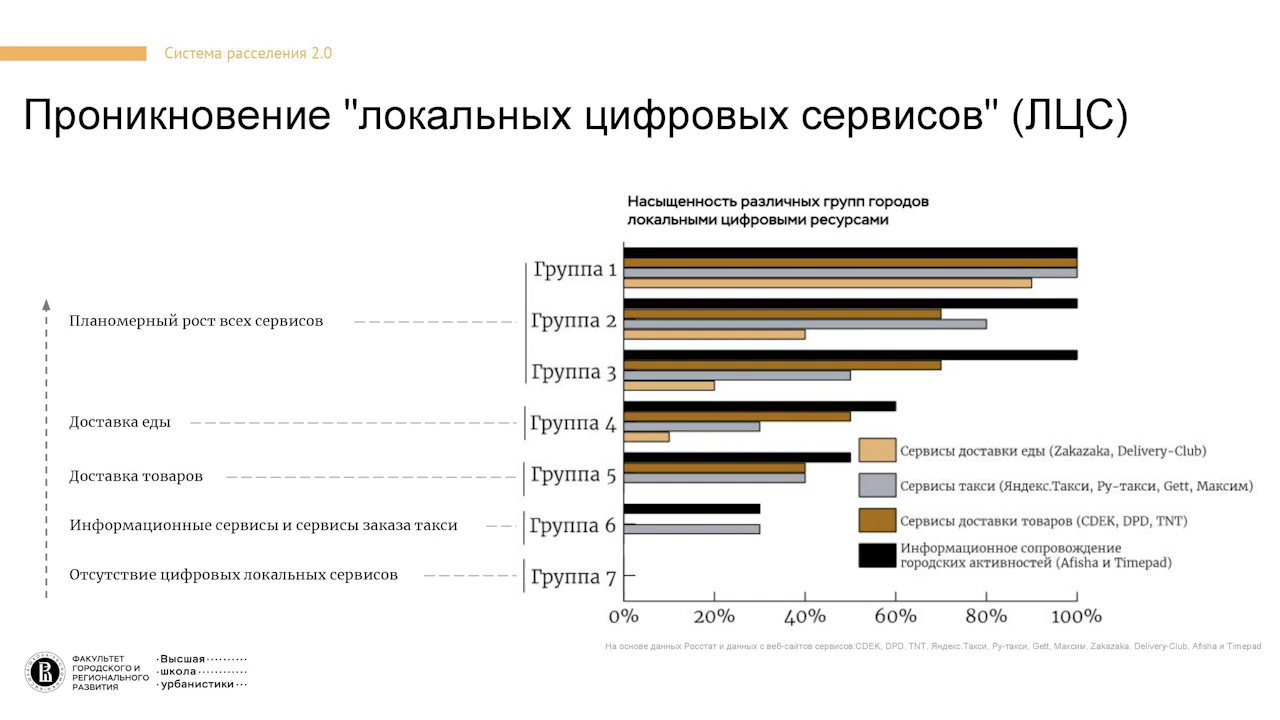 Система расселения 2.0
Проникновение "локальных цифровых сервисов" (ЛЦС)
Насыщенность различных групп городов
локальными цифровыми ресурсами
Группа 1
Планомерный рост всех сервисов
Группа 2
Группа 3
Доставка еды
Группа 4
Доставка товаров
Группа 5
Информационные сервисы и сервисы заказа такси
Группа 6
Отсутствие цифровых локальных сервисов
Группа 7
Сервисы доставки еды (Zakazaka, Delivery-Club)
Сервисы такси (Яндекс.Такси, Ру-такси, Gett, Максим)
Сервисы доставки товаров (CDEK, DPD, TNT)
Информационное сопровождение
городских активностей (Afisha и Timepad)
0% 20% 40% 60% 80% 100%
На основе данных Росстат и данных с веб-сайтов сервисов:CDEK, DPD, TNT, Яндекс.Такси, Ру-такси, Gett, Максим, Zakazaka, Delivery-Club, Afisha и Timepad
ФАКУЛЬТЕТ
ГОРОДСКОГО И
РЕГИОНАЛЬНОГО
РАЗВИТИЯ
Высшая
школа
урбанистики